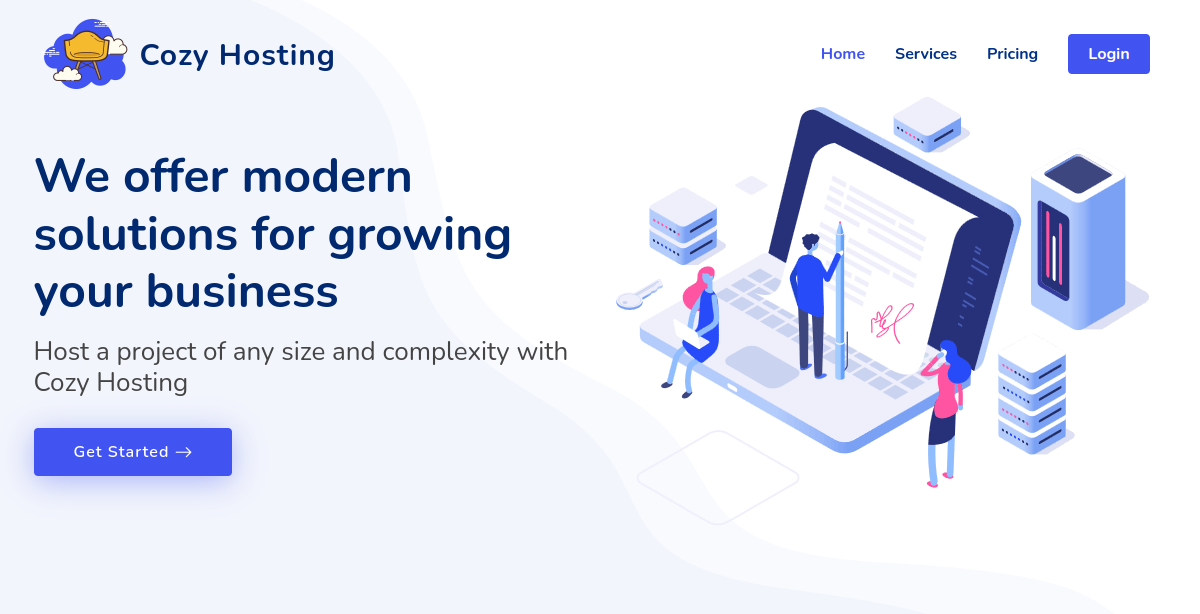 Cozy Hosting
Home Services Pricing Login
We offer modern
solutions for growing
your business
Host a project of any size and complexity with
Cozy Hosting
Get Started →